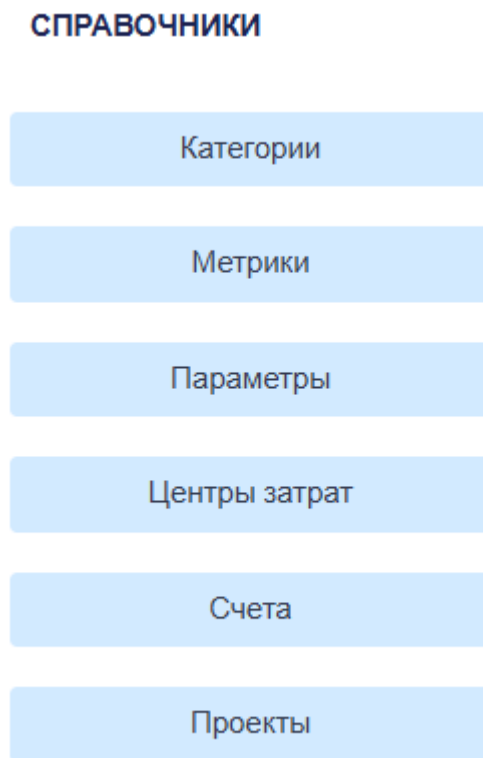 СПРАВОЧНИКИ
Категории
Метрики
Параметры
Центры затрат
Счета
Проекты